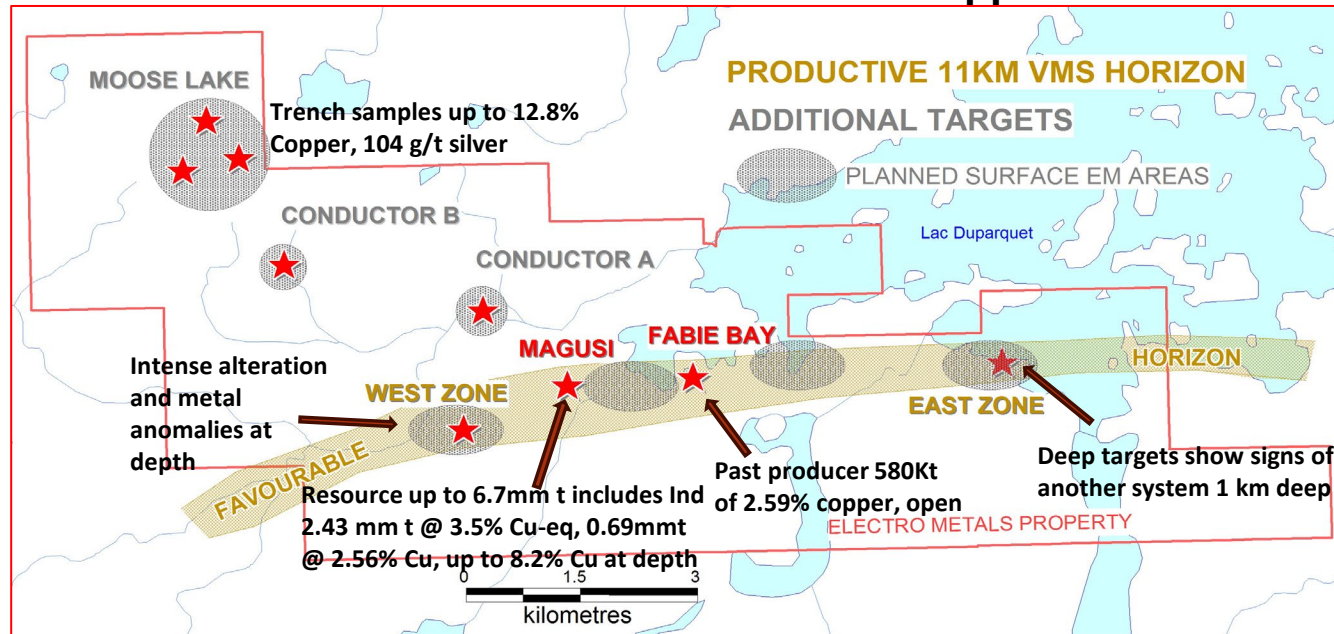 pp
MOOSE LAKE
Trench samples up to 12.8%
Copper, 104 g/t silver
PRODUCTIVE 11KM VMS HORIZON
ADDITIONAL TARGETS
PLANNED SURFACE EM AREAS
CONDUCTOR B
Lac Duparquet
CONDUCTOR A
MAGUSI
FABIE BAY
HORIZON
Intense alteration
and metal
anomalies at
depth
WEST ZONE
EAST ZONE
FAVOURABLE
Resource up to 6.7mm t includes Ind
2.43 mm t @ 3.5% Cu-eq, 0.69mmt
@ 2.56% Cu, up to 8.2% Cu at depth
Past producer 580Kt
of 2.59% copper, open
Deep targets show signs of
another system 1 km deep
ELECTRO METALS PROPERTY
0 1.5 3
kilometres